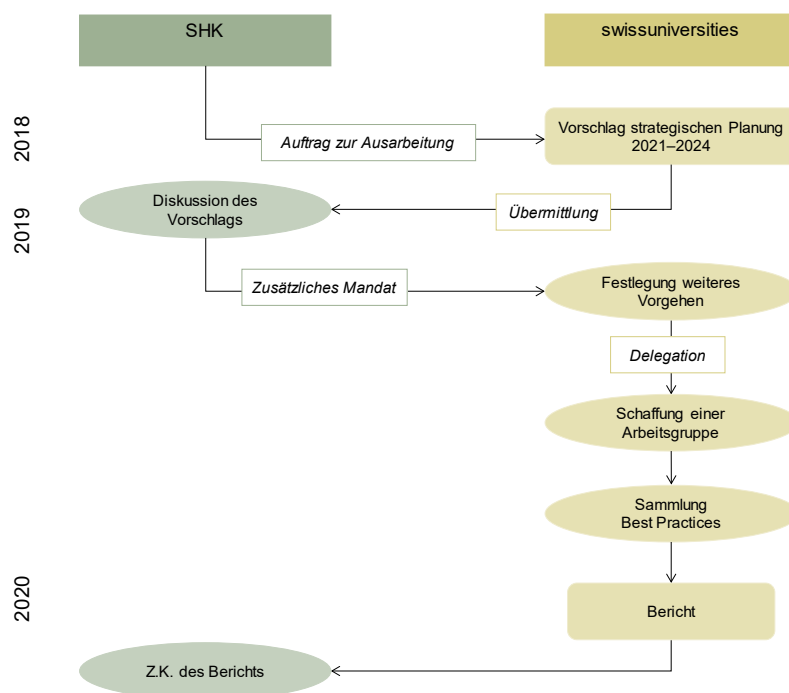 SHK
swissuniversities
2018
Auftrag zur Ausarbeitung
Vorschlag strategischen Planung
2021–2024
2019
Diskussion des
Vorschlags
Übermittlung
Zusätzliches Mandat
Festlegung weiteres
Vorgehen
Delegation
Schaffung einer
Arbeitsgruppe
Sammlung
Best Practices
2020
Bericht
Z.K. des Berichts